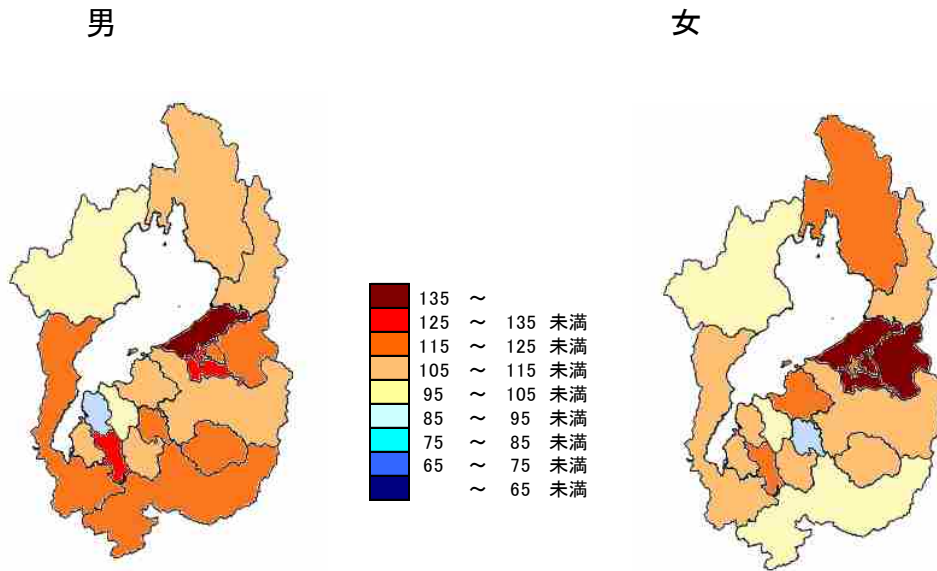 男
女
135 ～
125 ～ 135 未満
115 ～ 125 未満
105 ～ 115 未満
95 ～ 105 未満
85 ～ 95 未満
75 ～ 85 未満
65 ～ 75 未満
～ 65 未満